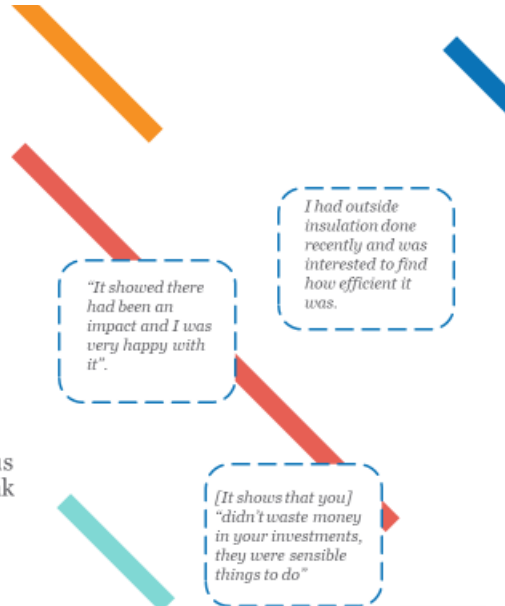 I had outside
insulation done
recently and was
interested to find
how efficient it
was.
“It showed there
had been an
impact and I was
very happy with
it”.
[It shows that you]
“didn’t waste money
in your investments,
they were sensible
things to do”